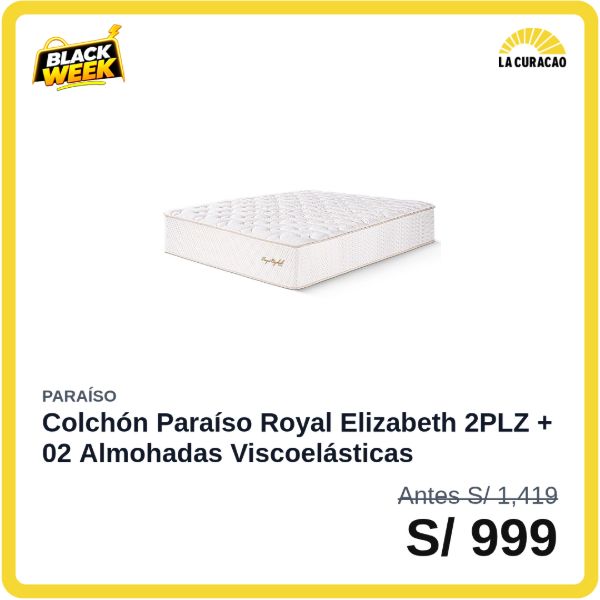 BLACK
WEEK
LA CURACAO
PARAÍSO
Colchón Paraíso Royal Elizabeth 2PLZ +
02 Almohadas Viscoelásticas
Antes S/ 1,419
S/ 999